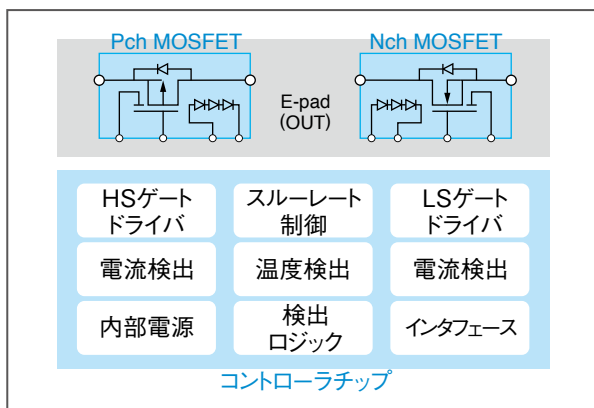 Pch MOSFET
Nch MOSFET
E-pad
(OUT)
HSゲート
ドライバ
スルーレート
制御
LSゲート
ドライバ
電流検出
温度検出
電流検出
内部電源
検出
ロジック
インタフェース
コントローラチップ